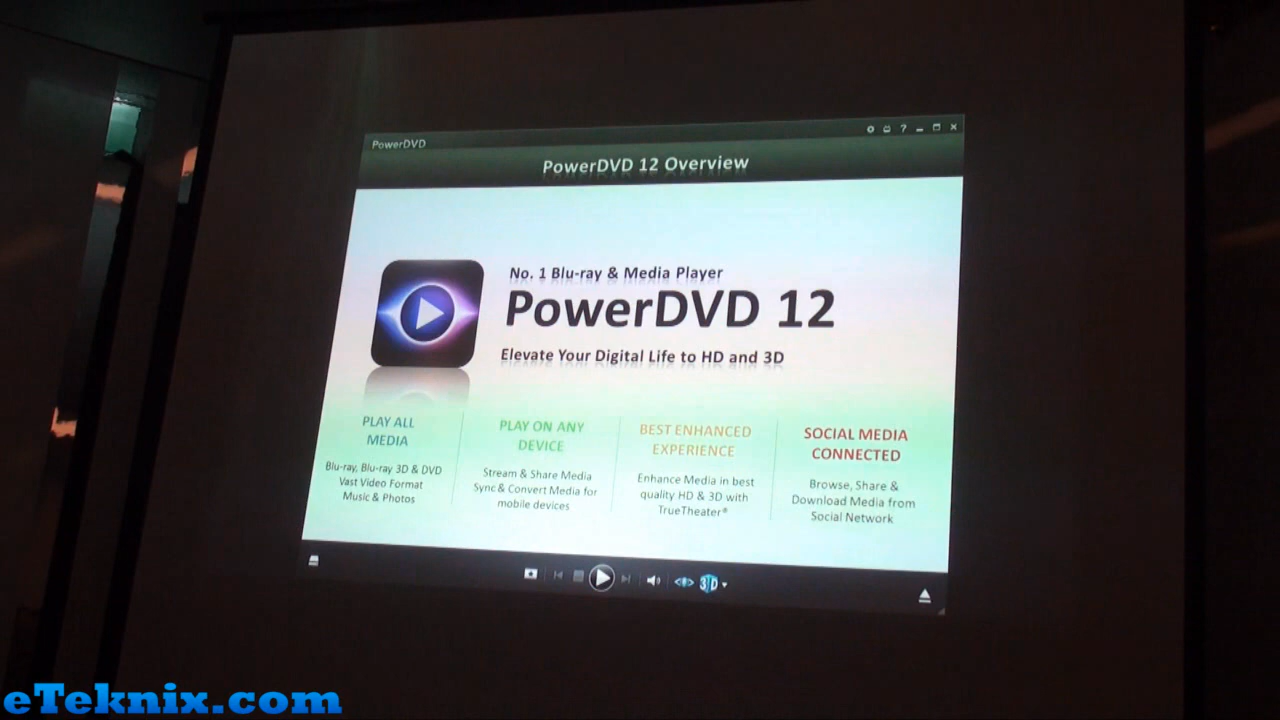 PowerDVD
?
PowerDVD 12 Overview
No. 1 Blu-ray & Media Player
PowerDVD 12
Elevate Your Digital Life to HD and 3D
PLAY ALL
MEDIA
Blu-ray, Blu-ray 3D & DVD
Vast Video Format
Music & Photos
PLAY ON ANY
DEVICE
Stream & Share Media
Sync & Convert Media for
mobile devices
BEST ENHANCED
EXPERIENCE
Enhance Media in best
quality HD & 3D with
TrueTheater®
SOCIAL MEDIA
CONNECTED
Browse, Share &
Download Media from
Social Network
3D
eTeknix.com